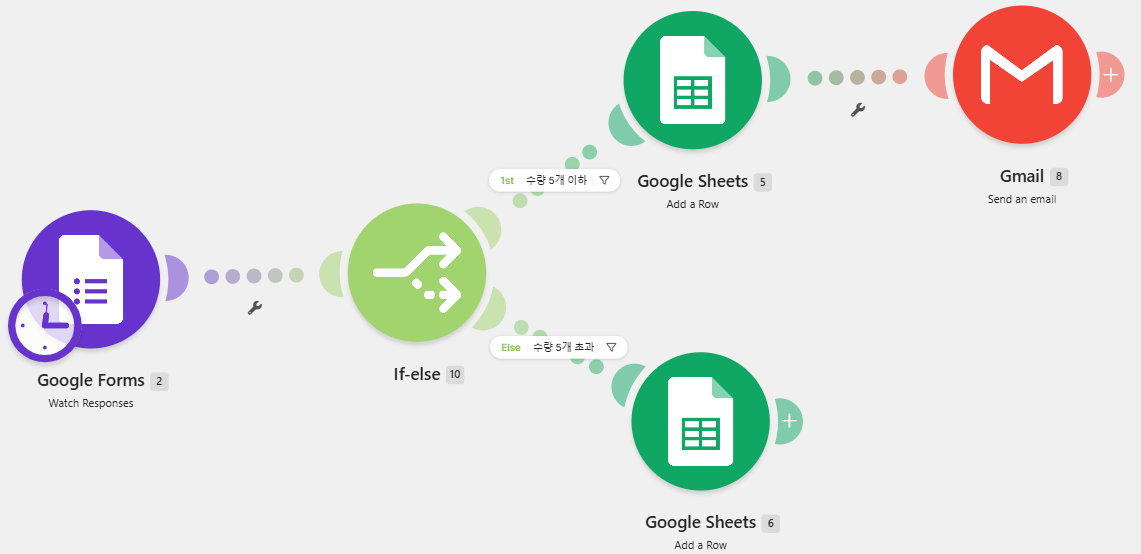 1st 수량 5개 이하
Google Sheets 5
Add a Row
Gmail 8
Send an email
Google Forms 2
Watch Responses
If-else 10
Else 수량 5개 초과
Google Sheets 6
Add a Row